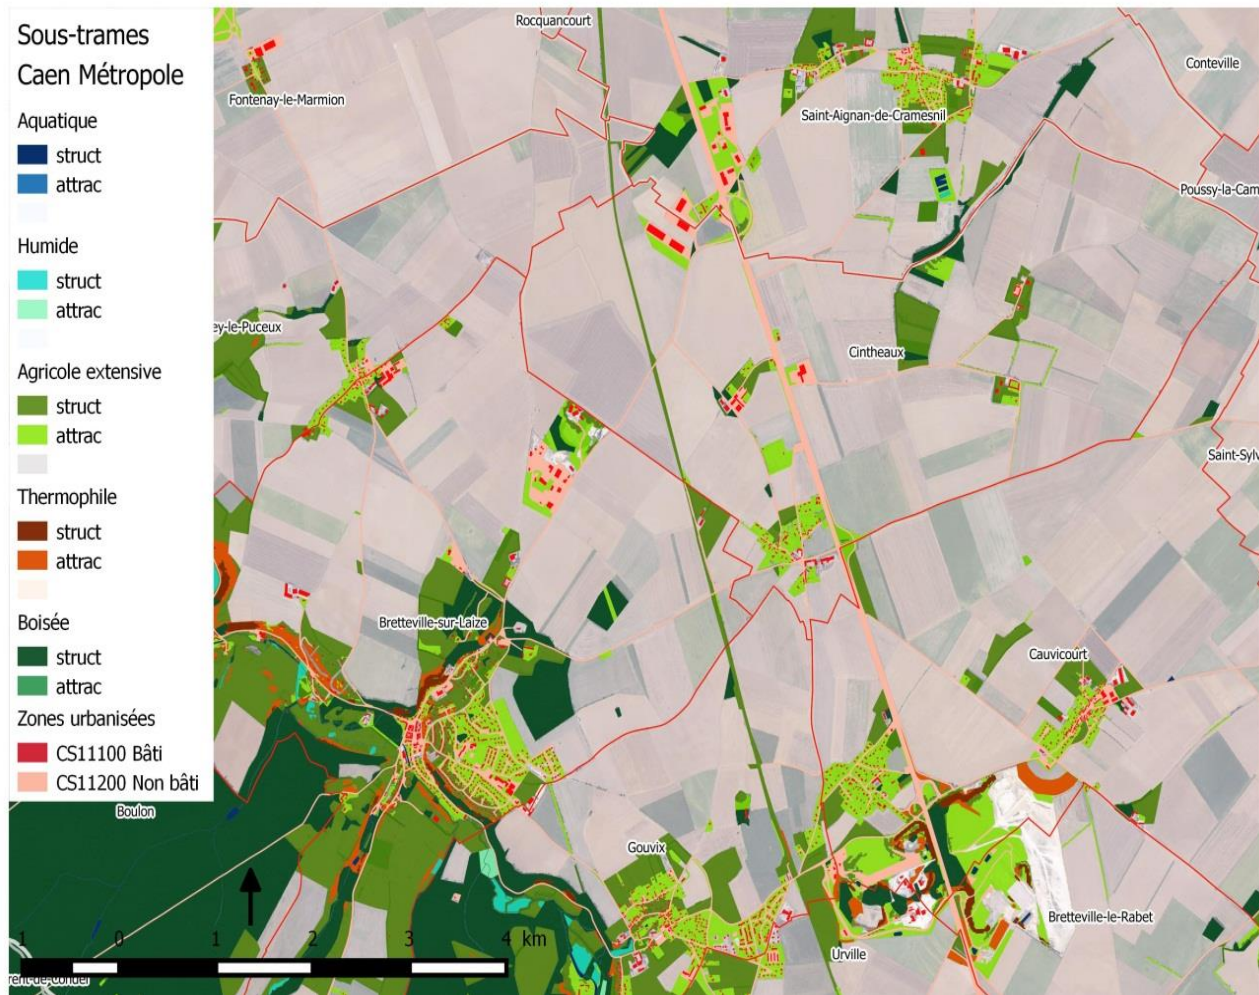 Sous-trames
Caen Métropole
Aquatique
struct
attrac
Humide
struct
attrac
Agricole extensive
struct
attrac
Thermophile
struct
attrac
Boisée
struct
attrac
Zones urbanisées
CS11100 Bâti
CS11200 Non bâti
Rocquancourt
Conteville
Fontenay-le-Marmion
Saint-Aignan-de-Cramesnil
Poussy-la-Cam
ey-le-Puceux
Cintheaux
Saint-Sylv
Bretteville-sur-Laize
Cauvicourt
Boulon
Gouvix
Bretteville-le-Rabet
Urville
1 0 1 2 3 4 km